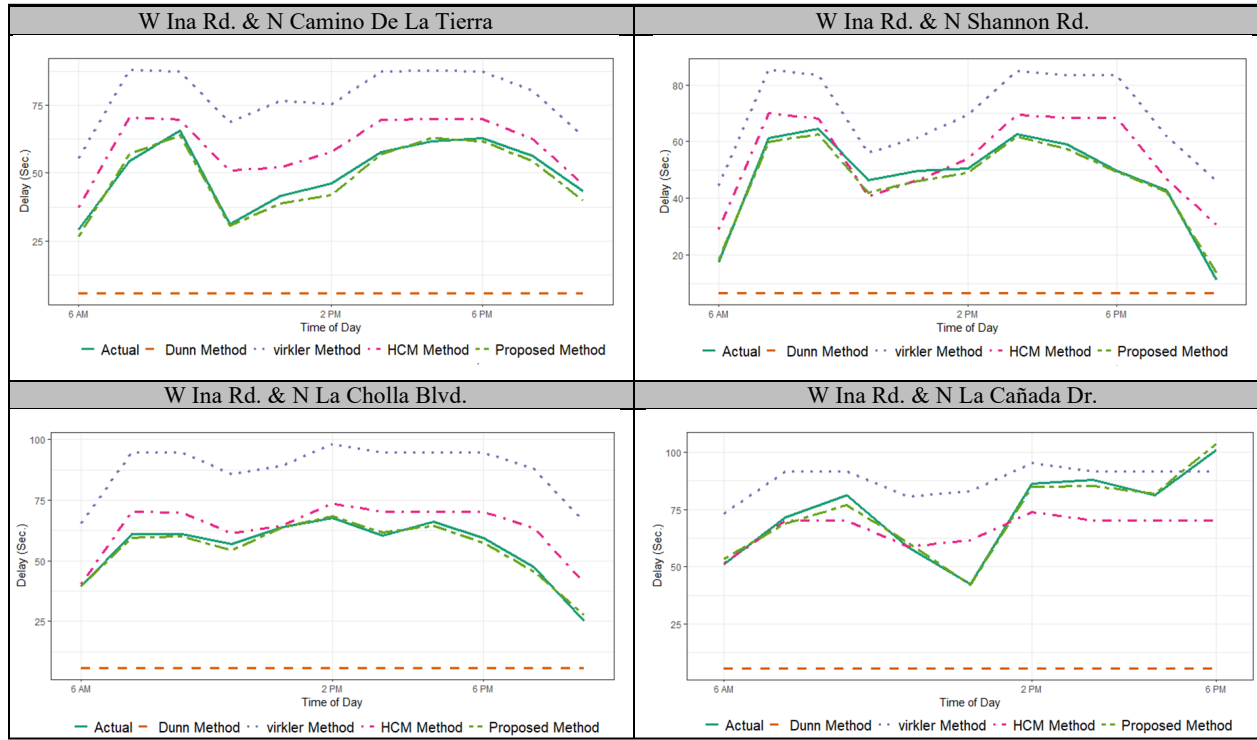 W Ina Rd. & N Camino De La Tierra
W Ina Rd. & N Shannon Rd.
75
50
25
Delay (Sec.)
6 AM
2 PM
6 PM
Time of Day
Actual
Dunn Method
virkler Method
HCM Method
Proposed Method
80
60
40
20
Delay (Sec.)
6 AM
2 PM
6 PM
Time of Day
Actual
Dunn Method
virkler Method
HCM Method
Proposed Method
W Ina Rd. & N La Cholla Blvd.
W Ina Rd. & N La Cañada Dr.
100
75
50
25
Delay (Sec.)
6 AM
2 PM
6 PM
Time of Day
Actual
Dunn Method
virkler Method
HCM Method
Proposed Method
100
75
50
25
Delay (Sec.)
6 AM
2 PM
6 PM
Time of Day
Actual
Dunn Method
virkler Method
HCM Method
Proposed Method